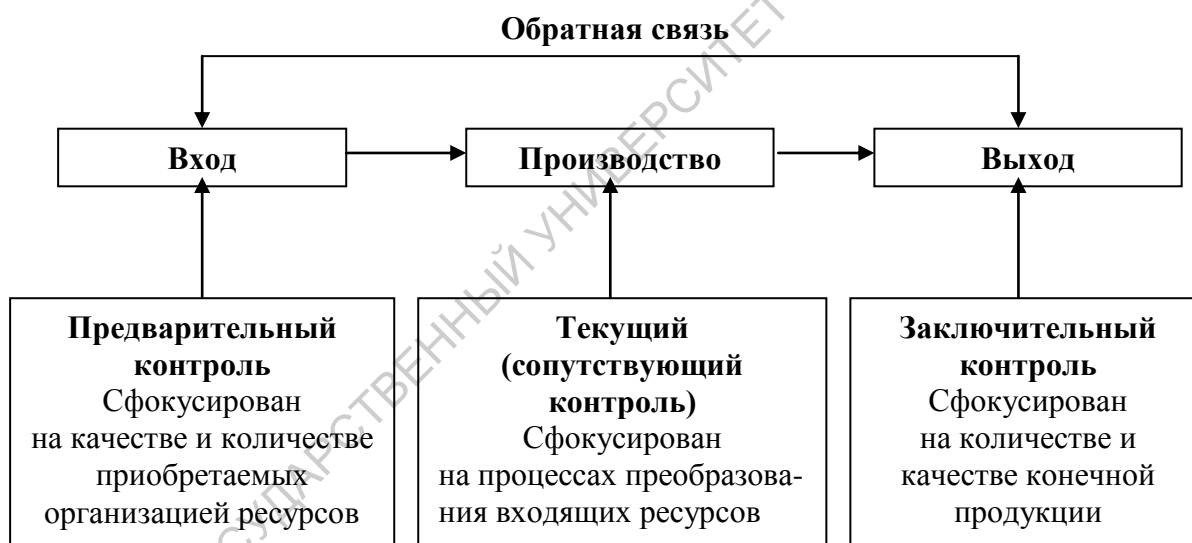 Обратная связь
Вход
Производство
Выход
Предварительный
контроль
Сфокусирован
на качестве и количестве
приобретаемых
организацией ресурсов
Текущий
(сопутствующий
контроль)
Сфокусирован
на процессах преобразова-
ния входящих ресурсов
Заключительный
контроль
Сфокусирован
на количестве и
качестве конечной
продукции
УНИВЕРСИТЕТ